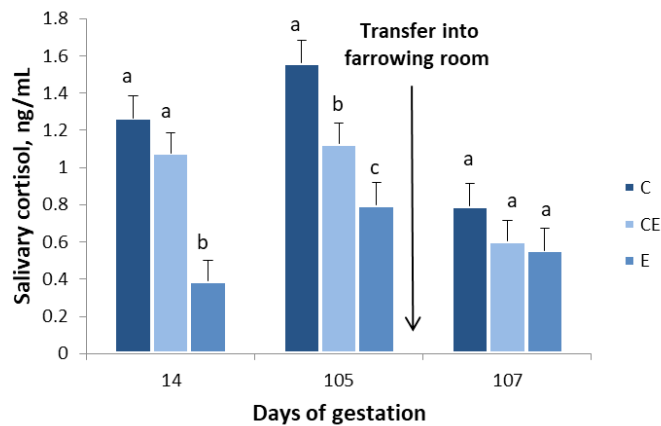 Transfer into
farrowing room
Salivary cortisol, ng/mL
1.8
1.6
1.4
1.2
1
0.8
0.6
0.4
0.2
0
a
a
b
a
b
c
a
a
a
14
105
107
Days of gestation
C
CE
E